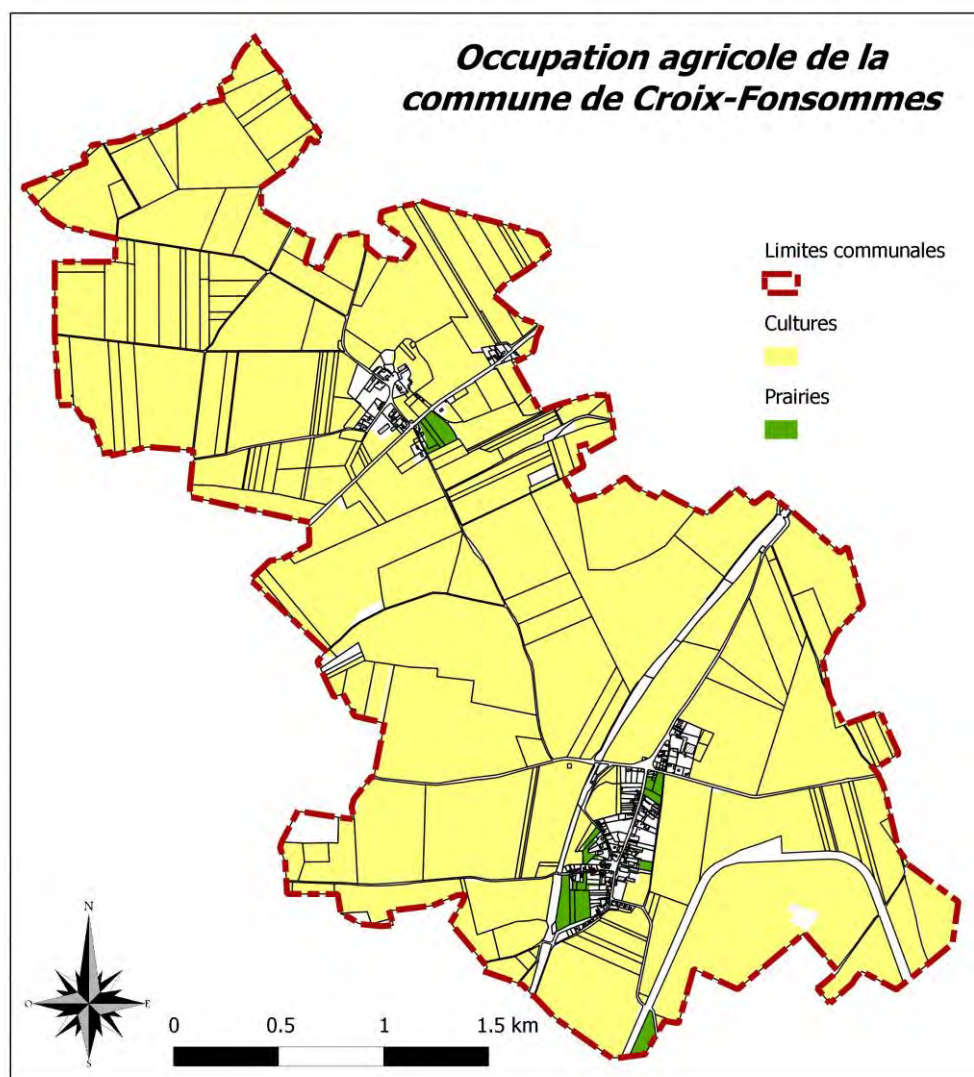 Occupation agricole de la
commune de Croix-Fonsommes
Limites communales
Cultures
Prairies
N
O
E
S
0
0.5
1
1.5 km